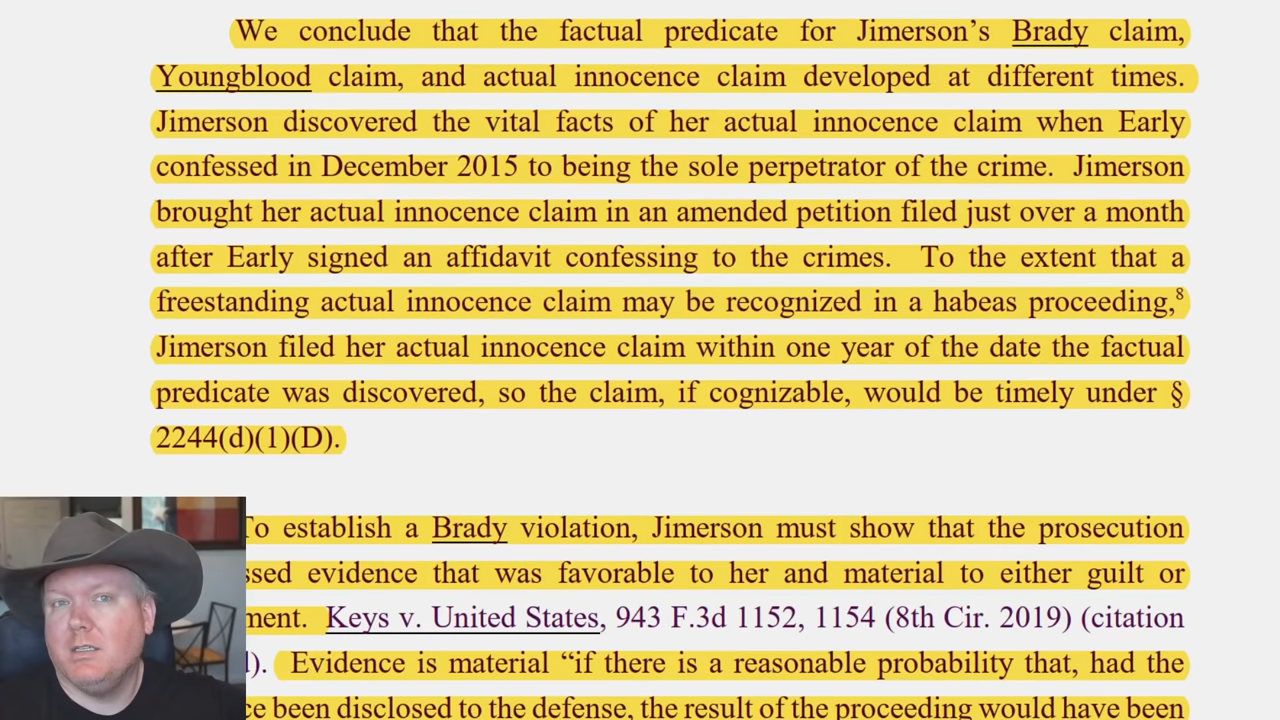 We conclude that the factual predicate for Jimerson’s Brady claim,
Youngblood claim, and actual innocence claim developed at different times.
Jimerson discovered the vital facts of her actual innocence claim when Early
confessed in December 2015 to being the sole perpetrator of the crime. Jimerson
brought her actual innocence claim in an amended petition filed just over a month
after Early signed an affidavit confessing to the crimes. To the extent that a
freestanding actual innocence claim may be recognized in a habeas proceeding,⁸
Jimerson filed her actual innocence claim within one year of the date the factual
predicate was discovered, so the claim, if cognizable, would be timely under §
2244(d)(1)(D).
To establish a Brady violation, Jimerson must show that the prosecution
ssed evidence that was favorable to her and material to either guilt or
ment. Keys v. United States, 943 F.3d 1152, 1154 (8th Cir. 2019) (citation
). Evidence is material “if there is a reasonable probability that, had the
ce been disclosed to the defense, the result of the proceeding would have been